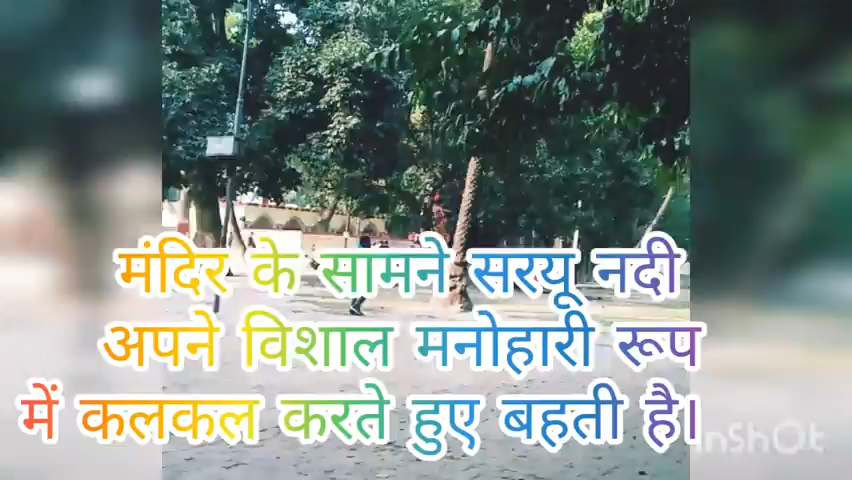 मंदिर के सामने सरयू नदी
अपने विशाल मनोहारी रूप
में कलकल करते हुए बहती है।
InShOt